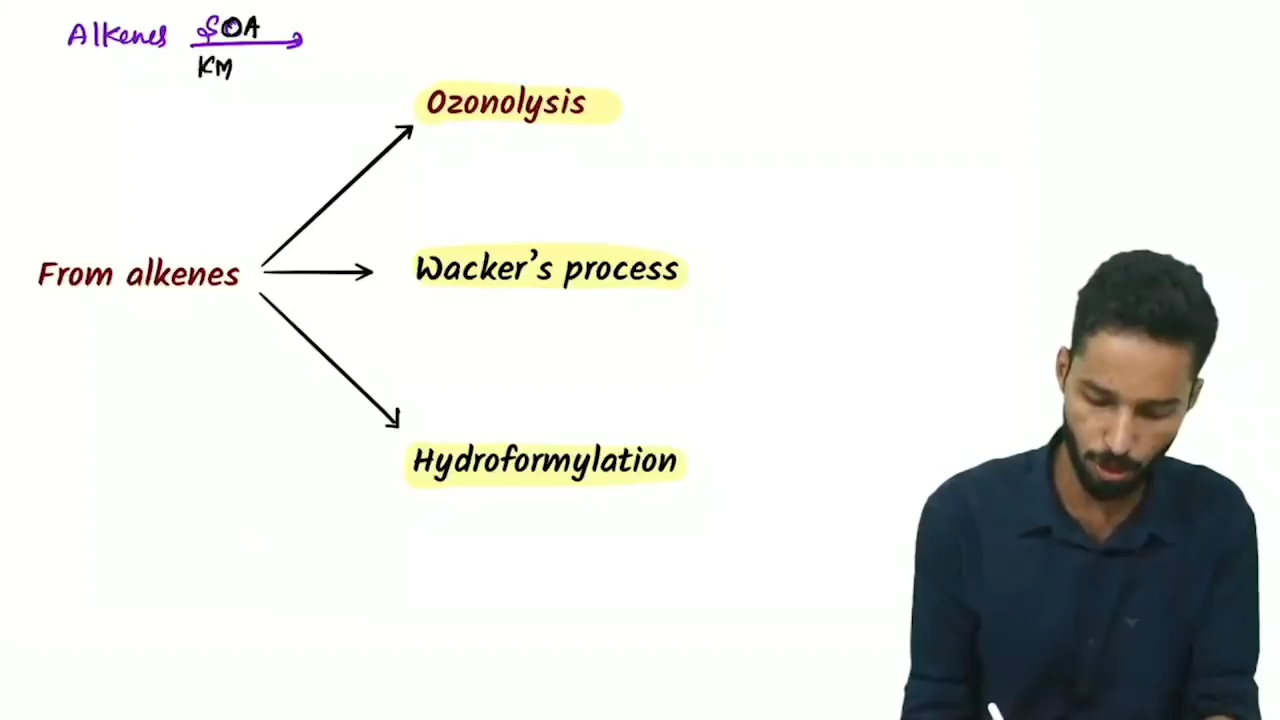 Alkenes SOA
KM
Ozonolysis
From alkenes
Wacker's process
Hydroformylation